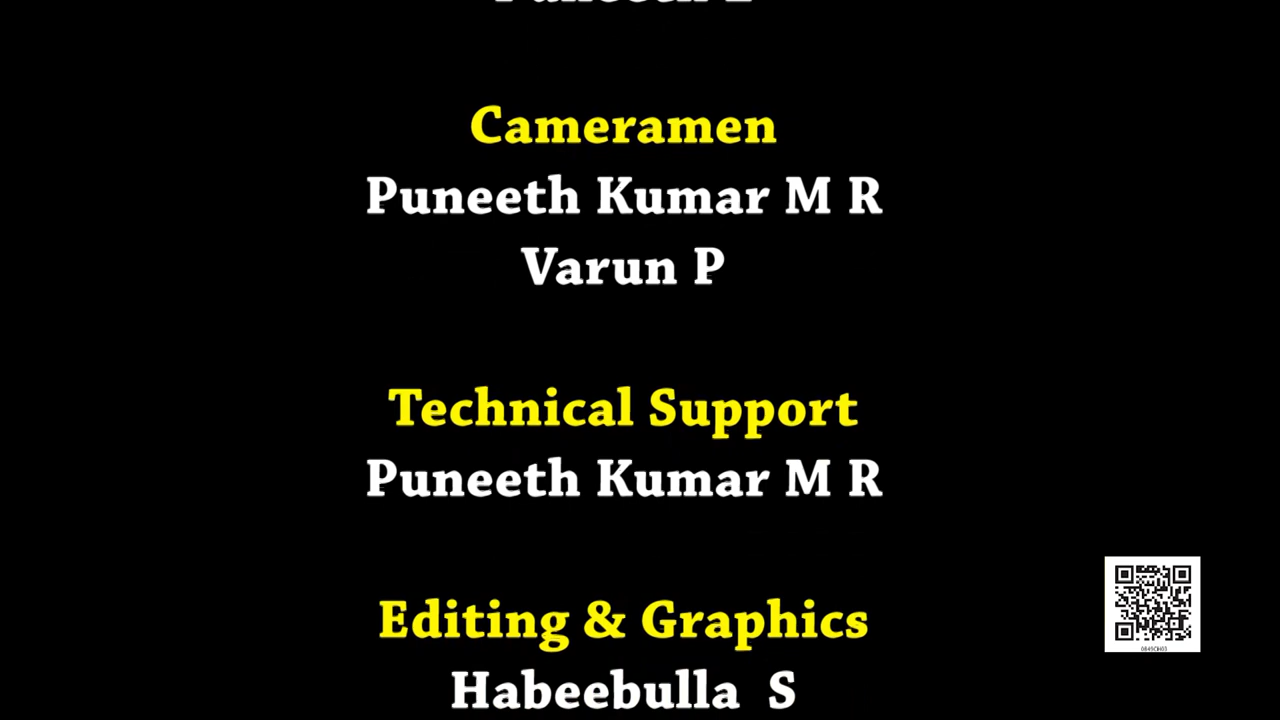 Cameramen
Puneeth Kumar M R
Varun P
Technical Support
Puneeth Kumar M R
Editing & Graphics
Habeebulla S